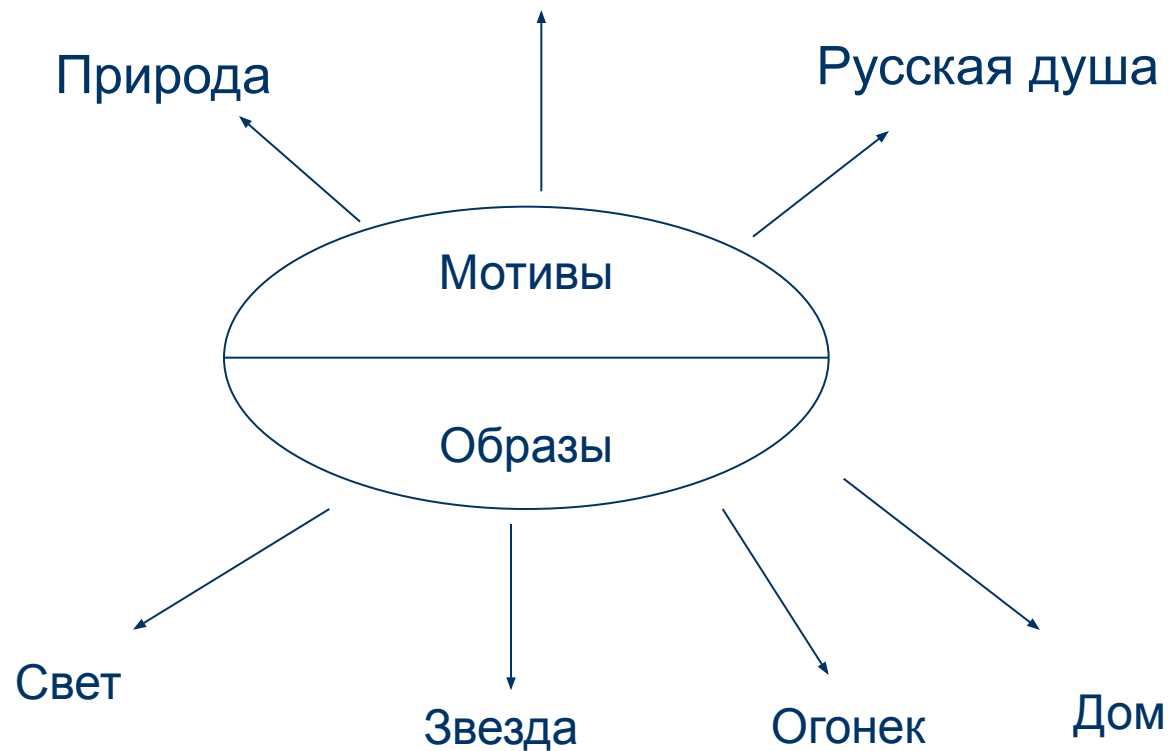 Природа
Русская душа
Мотивы
Образы
Свет
Звезда
Огонек
Дом